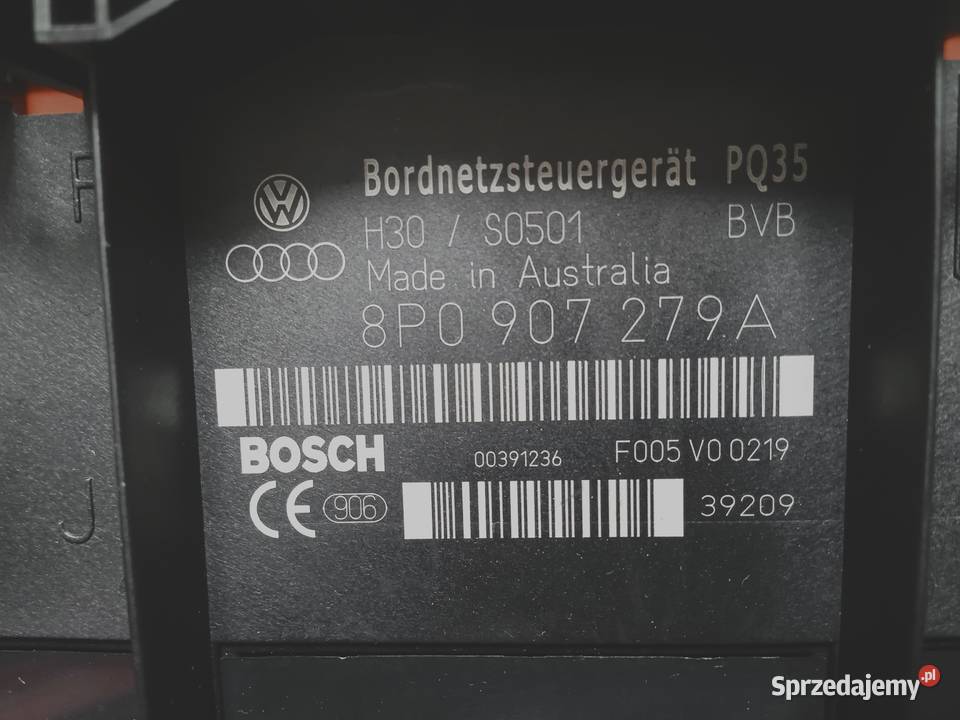 F
Bordnetzsteuergerät PQ35
H30 / S0501 BVB
Made in Australia
8P0 907 279 A
BOSCH 00391236 F005 V0 0219
CE 906 39209
J
Sprzedajemy.pl